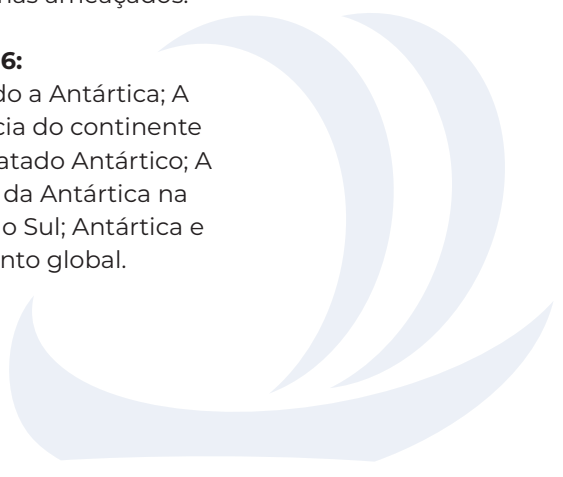 nas ameaçados.
6:
do a Antártica; A
cia do continente
atado Antártico; A
da Antártica na
o Sul; Antártica e
nto global.